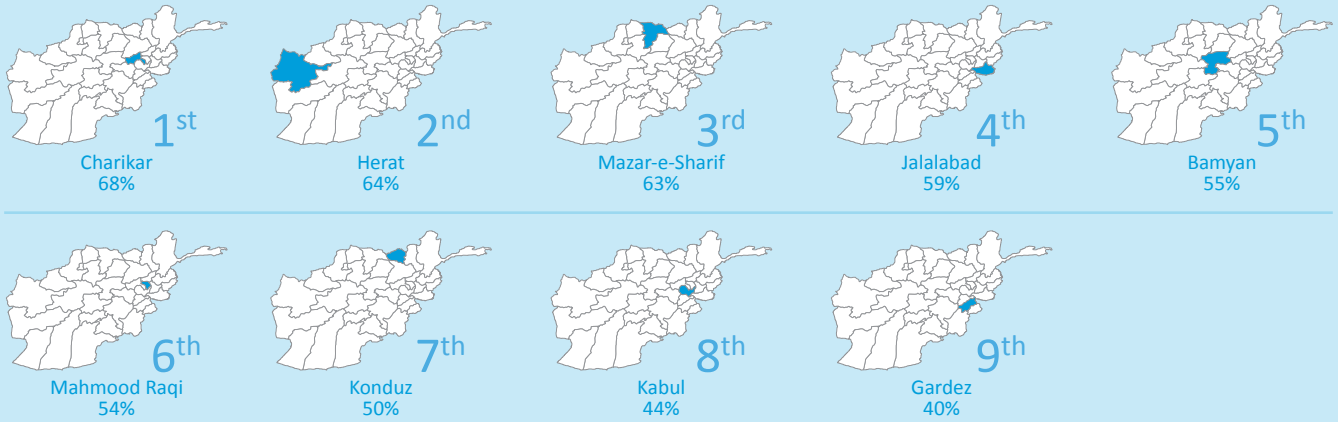 1st
Charikar
68%
2nd
Herat
64%
3rd
Mazar-e-Sharif
63%
4th
Jalalabad
59%
5th
Bamyan
55%
6th
Mahmood Raqi
54%
7th
Konduz
50%
8th
Kabul
44%
9th
Gardez
40%